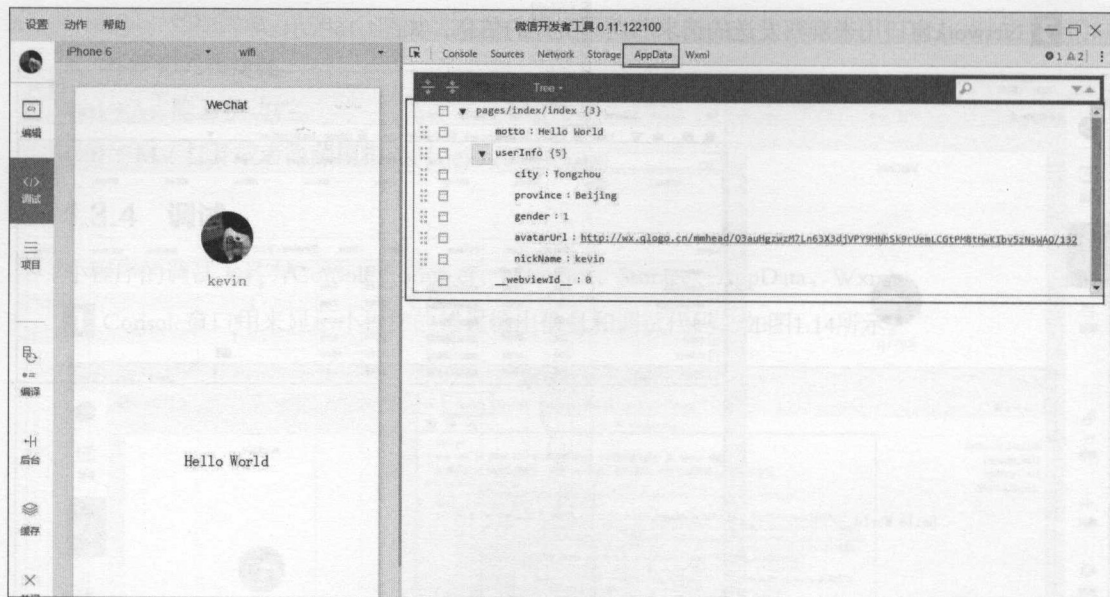 设置 动作 帮助 微信开发者工具 0.11.122100
iPhone 6 wifi
Console Sources Network Storage AppData Wxml 1 2
编辑
调试
项目
编译
后台
缓存
WeChat
kevin
Hello World
Tree
pages/index/index {3}
motto : Hello World
userInfo {5}
city : Tongzhou
province : Beijing
gender : 1
avatarUrl : http://wx.qlogo.cn/mmhead/O3auHgzwzM7Ln63X3djVPY9HNhSk9rUemLCGtPM8tHwKIbv5zNsWAO/132
nickName : kevin
__webviewId__ : 0